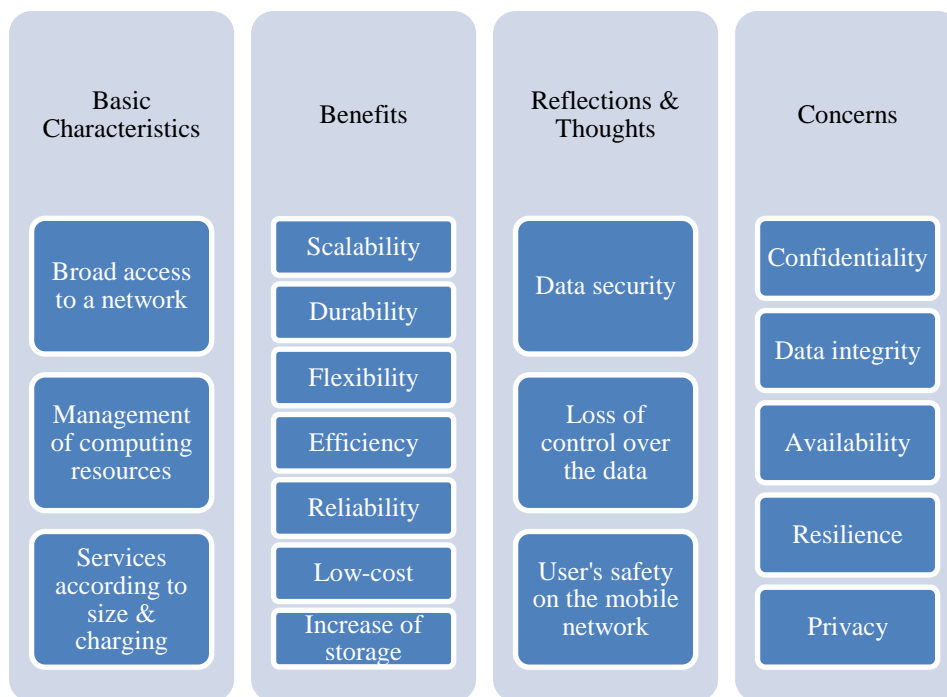 Basic
Characteristics
Broad access
to a network
Management
of computing
resources
Services
according to
size &
charging
Benefits
Scalability
Durability
Flexibility
Efficiency
Reliability
Low-cost
Increase of
storage
Reflections &
Thoughts
Data security
Loss of
control over
the data
User's safety
on the mobile
network
Concerns
Confidentiality
Data integrity
Availability
Resilience
Privacy